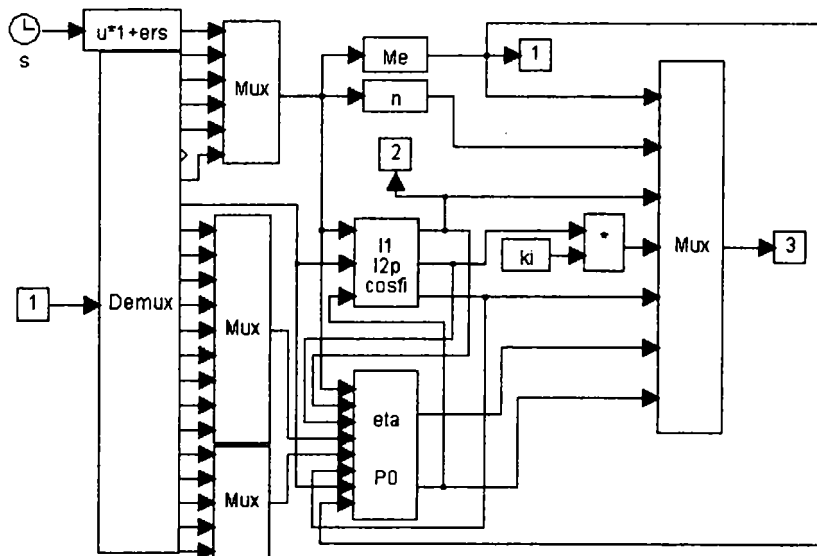 u*1+ers
s
Mux
Me
1
n
2
I1
I2p
cosfi
ki
*
Mux
3
1
Demux
Mux
eta
P0
Mux